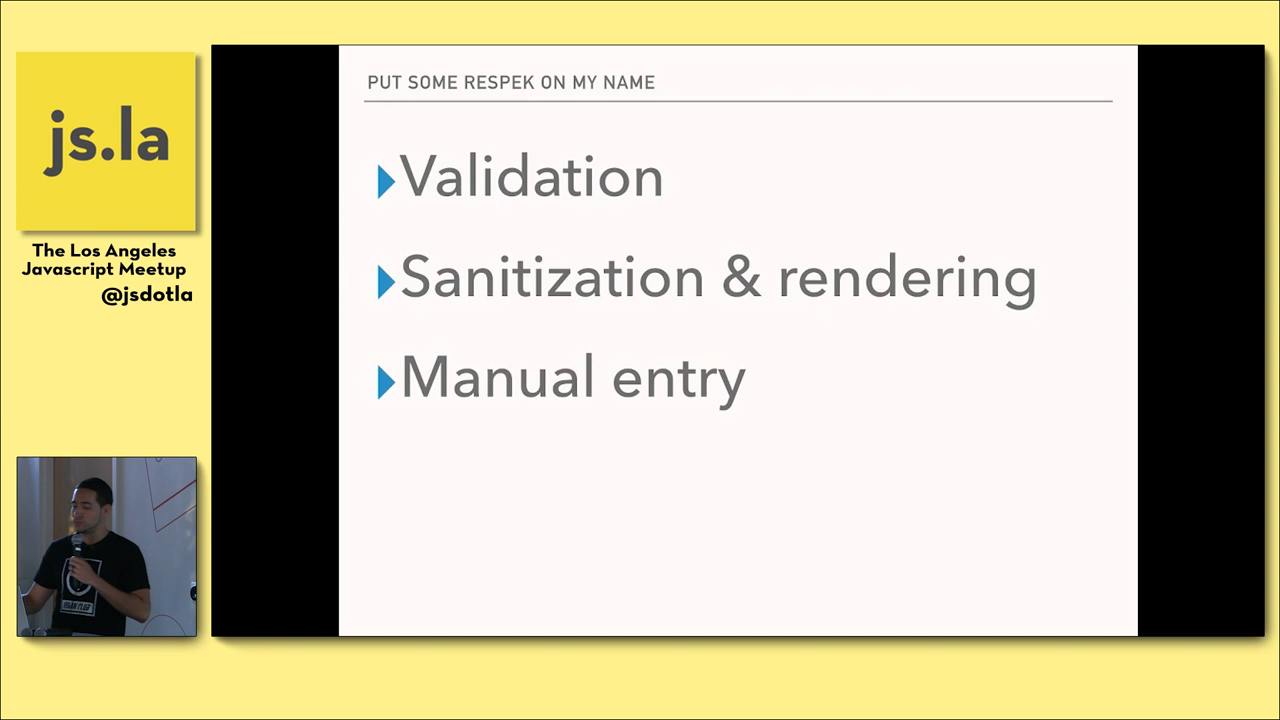 js.la
The Los Angeles
Javascript Meetup
@jsdotla
PUT SOME RESPEK ON MY NAME
Validation
Sanitization & rendering
Manual entry